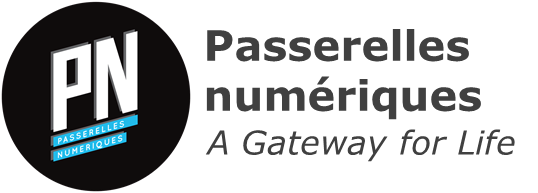 PN
PASSERELLES
NUMERIQUES
Passerelles
numériques
A Gateway for Life